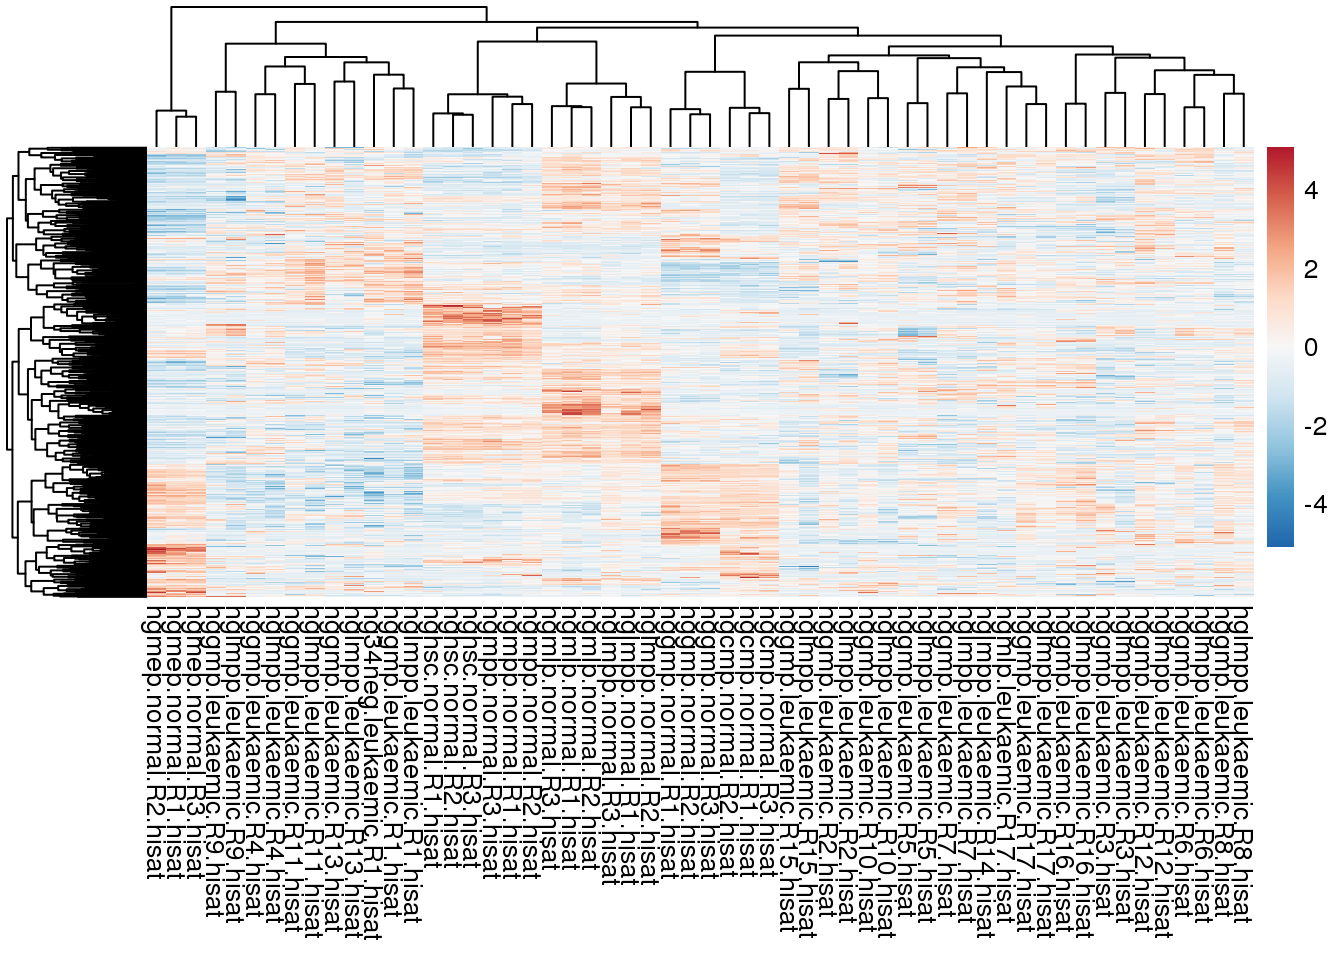 4
2
0
-2
-4
hgmep.normal.R2.hisat
hgmep.normal.R1.hisat
hgmep.normal.R3.hisat
hggmp.leukaemic.R9.hisat
hglmpp.leukaemic.R9.hisat
hggmp.leukaemic.R4.hisat
hglmpp.leukaemic.R4.hisat
hggmp.leukaemic.R11.hisat
hglmpp.leukaemic.R11.hisat
hggmp.leukaemic.R13.hisat
hglmpp.leukaemic.R13.hisat
hg34neg.leukaemic.R1.hisat
hggmp.leukaemic.R1.hisat
hglmpp.leukaemic.R1.hisat
hghsc.normal.R1.hisat
hghsc.normal.R2.hisat
hghsc.normal.R3.hisat
hgmpp.normal.R3.hisat
hgmpp.normal.R1.hisat
hgmpp.normal.R2.hisat
hgmlp.normal.R3.hisat
hgmlp.normal.R1.hisat
hgmlp.normal.R2.hisat
hglmpp.normal.R3.hisat
hglmpp.normal.R1.hisat
hglmpp.normal.R2.hisat
hggmp.normal.R1.hisat
hggmp.normal.R2.hisat
hggmp.normal.R3.hisat
hgcmp.normal.R2.hisat
hgcmp.normal.R1.hisat
hgcmp.normal.R3.hisat
hggmp.leukaemic.R15.hisat
hglmpp.leukaemic.R15.hisat
hggmp.leukaemic.R2.hisat
hglmpp.leukaemic.R2.hisat
hggmp.leukaemic.R10.hisat
hglmpp.leukaemic.R10.hisat
hggmp.leukaemic.R5.hisat
hglmpp.leukaemic.R5.hisat
hggmp.leukaemic.R7.hisat
hglmpp.leukaemic.R7.hisat
hglmpp.leukaemic.R14.hisat
hggmp.leukaemic.R17.hisat
hglmpp.leukaemic.R17.hisat
hggmp.leukaemic.R16.hisat
hglmpp.leukaemic.R16.hisat
hggmp.leukaemic.R3.hisat
hglmpp.leukaemic.R3.hisat
hggmp.leukaemic.R12.hisat
hglmpp.leukaemic.R12.hisat
hggmp.leukaemic.R6.hisat
hglmpp.leukaemic.R6.hisat
hggmp.leukaemic.R8.hisat
hglmpp.leukaemic.R8.hisat